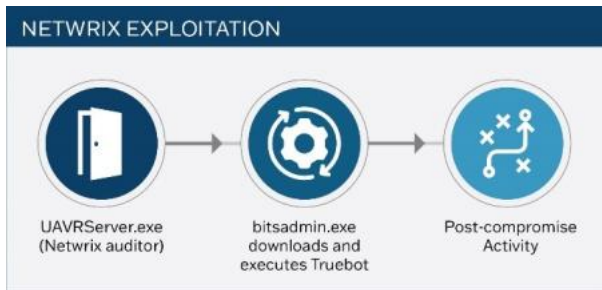 NETWRIX EXPLOITATION
UAVRServer.exe
(Netwrix auditor)
bitsadmin.exe
downloads and
executes Truebot
Post-compromise
Activity